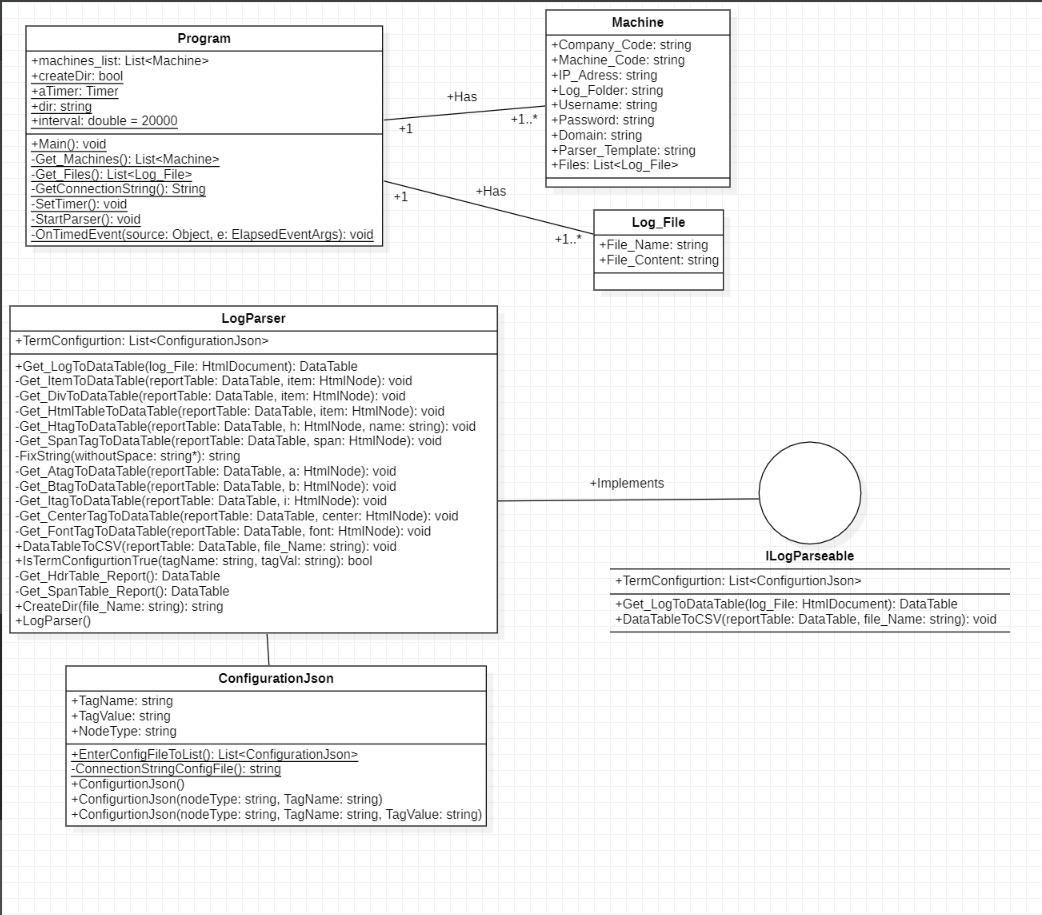 Program
+machines_list: List<Machine>
+createDir: bool
+aTimer: Timer
+dir: string
+interval: double = 20000
+Main(): void
-Get_Machines(): List<Machine>
-Get_Files(): List<Log_File>
-GetConnectionString(): String
-SetTimer(): void
-StartParser(): void
-OnTimedEvent(source: Object, e: ElapsedEventArgs): void
+Has
+1
+1..*
Machine
+Company_Code: string
+Machine_Code: string
+IP_Adress: string
+Log_Folder: string
+Username: string
+Password: string
+Domain: string
+Parser_Template: string
+Files: List<Log_File>
+Has
+1
+1..*
Log_File
+File_Name: string
+File_Content: string
LogParser
+TermConfigurtion: List<ConfigurationJson>
+Get_LogToDataTable(log_File: HtmlDocument): DataTable
-Get_ItemToDataTable(reportTable: DataTable, item: HtmlNode): void
-Get_DivToDataTable(reportTable: DataTable, item: HtmlNode): void
-Get_HtmlTableToDataTable(reportTable: DataTable, item: HtmlNode): void
-Get_HtagToDataTable(reportTable: DataTable, h: HtmlNode, name: string): void
-Get_SpanTagToDataTable(reportTable: DataTable, span: HtmlNode): void
-FixString(withoutSpace: string*): string
-Get_AtagToDataTable(reportTable: DataTable, a: HtmlNode): void
-Get_BtagToDataTable(reportTable: DataTable, b: HtmlNode): void
-Get_ItagToDataTable(reportTable: DataTable, i: HtmlNode): void
-Get_CenterTagToDataTable(reportTable: DataTable, center: HtmlNode): void
-Get_FontTagToDataTable(reportTable: DataTable, font: HtmlNode): void
+DataTableToCSV(reportTable: DataTable, file_Name: string): void
+IsTermConfigurtionTrue(tagName: string, tagVal: string): bool
-Get_HdrTable_Report(): DataTable
-Get_SpanTable_Report(): DataTable
+CreateDir(file_Name: string): string
+LogParser()
+Implements
ILogParseable
+TermConfigurtion: List<ConfigurtionJson>
+Get_LogToDataTable(log_File: HtmlDocument): DataTable
+DataTableToCSV(reportTable: DataTable, file_Name: string): void
ConfigurationJson
+TagName: string
+TagValue: string
+NodeType: string
+EnterConfigFileToList(): List<ConfigurationJson>
-ConnectionStringConfigFile(): string
+ConfigurtionJson()
+ConfigurtionJson(nodeType: string, TagName: string)
+ConfigurtionJson(nodeType: string, TagName: string, TagValue: string)